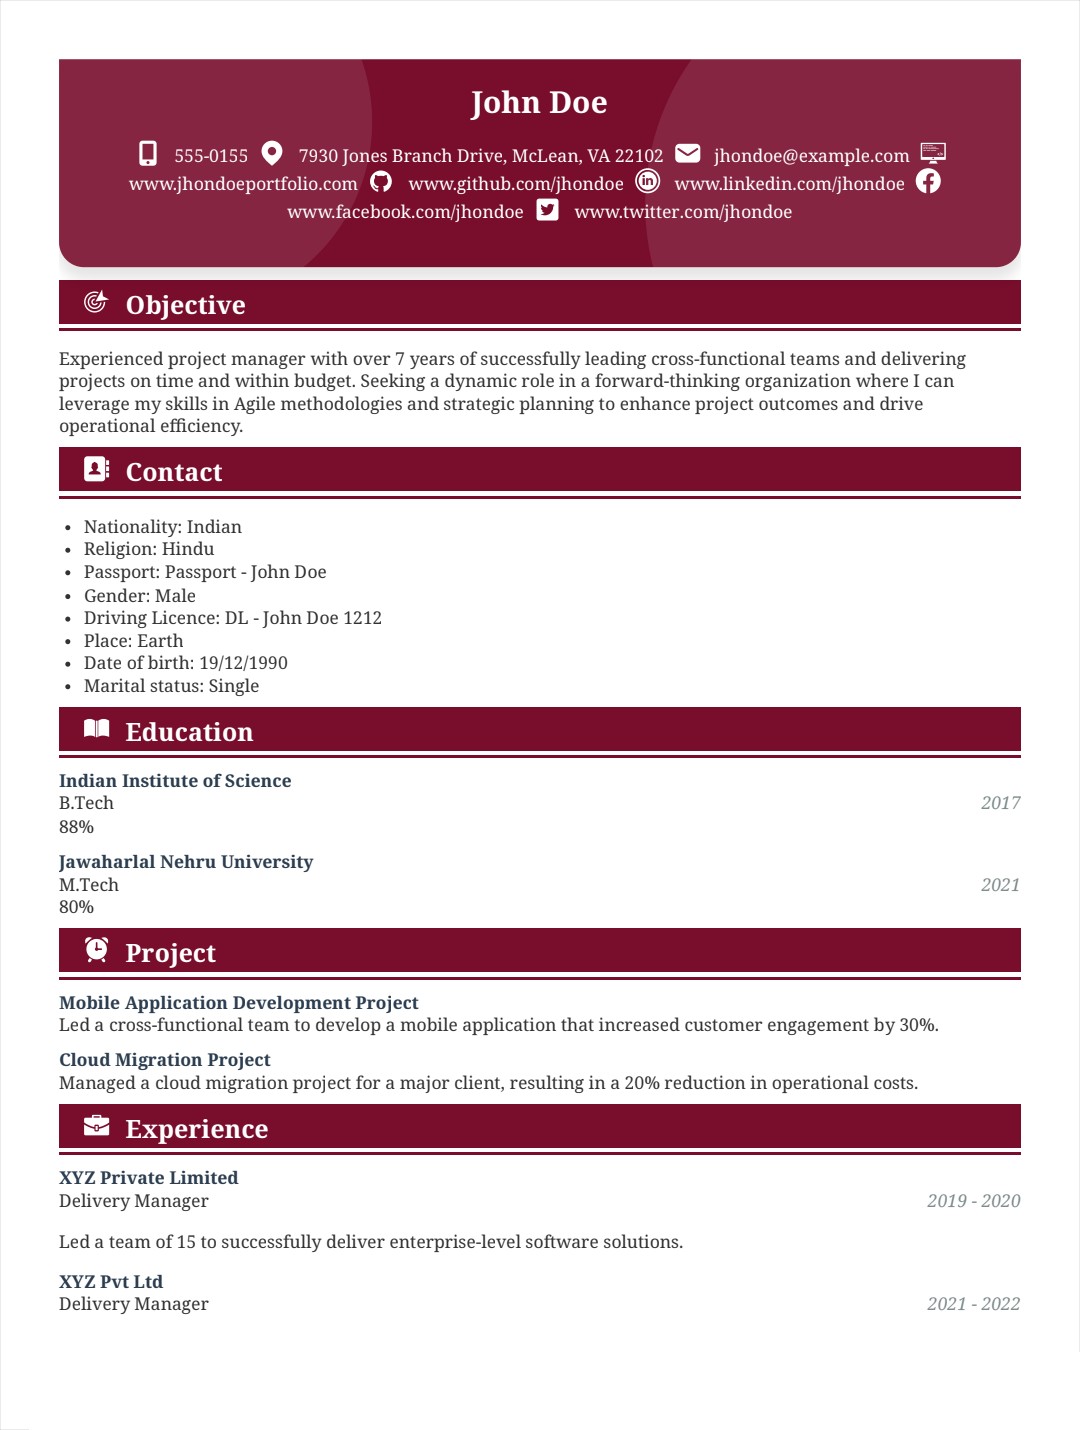 John Doe
555-0155 7930 Jones Branch Drive, McLean, VA 22102 jhondoe@example.com
www.jhondoeportfolio.com www.github.com/jhondoe www.linkedin.com/jhondoe
www.facebook.com/jhondoe www.twitter.com/jhondoe
Objective
Experienced project manager with over 7 years of successfully leading cross-functional teams and delivering
projects on time and within budget. Seeking a dynamic role in a forward-thinking organization where I can
leverage my skills in Agile methodologies and strategic planning to enhance project outcomes and drive
operational efficiency.
Contact
• Nationality: Indian
• Religion: Hindu
• Passport: Passport - John Doe
• Gender: Male
• Driving Licence: DL - John Doe 1212
• Place: Earth
• Date of birth: 19/12/1990
• Marital status: Single
Education
Indian Institute of Science
B.Tech 2017
88%
Jawaharlal Nehru University
M.Tech 2021
80%
Project
Mobile Application Development Project
Led a cross-functional team to develop a mobile application that increased customer engagement by 30%.
Cloud Migration Project
Managed a cloud migration project for a major client, resulting in a 20% reduction in operational costs.
Experience
XYZ Private Limited
Delivery Manager 2019 - 2020
Led a team of 15 to successfully deliver enterprise-level software solutions.
XYZ Pvt Ltd
Delivery Manager 2021 - 2022